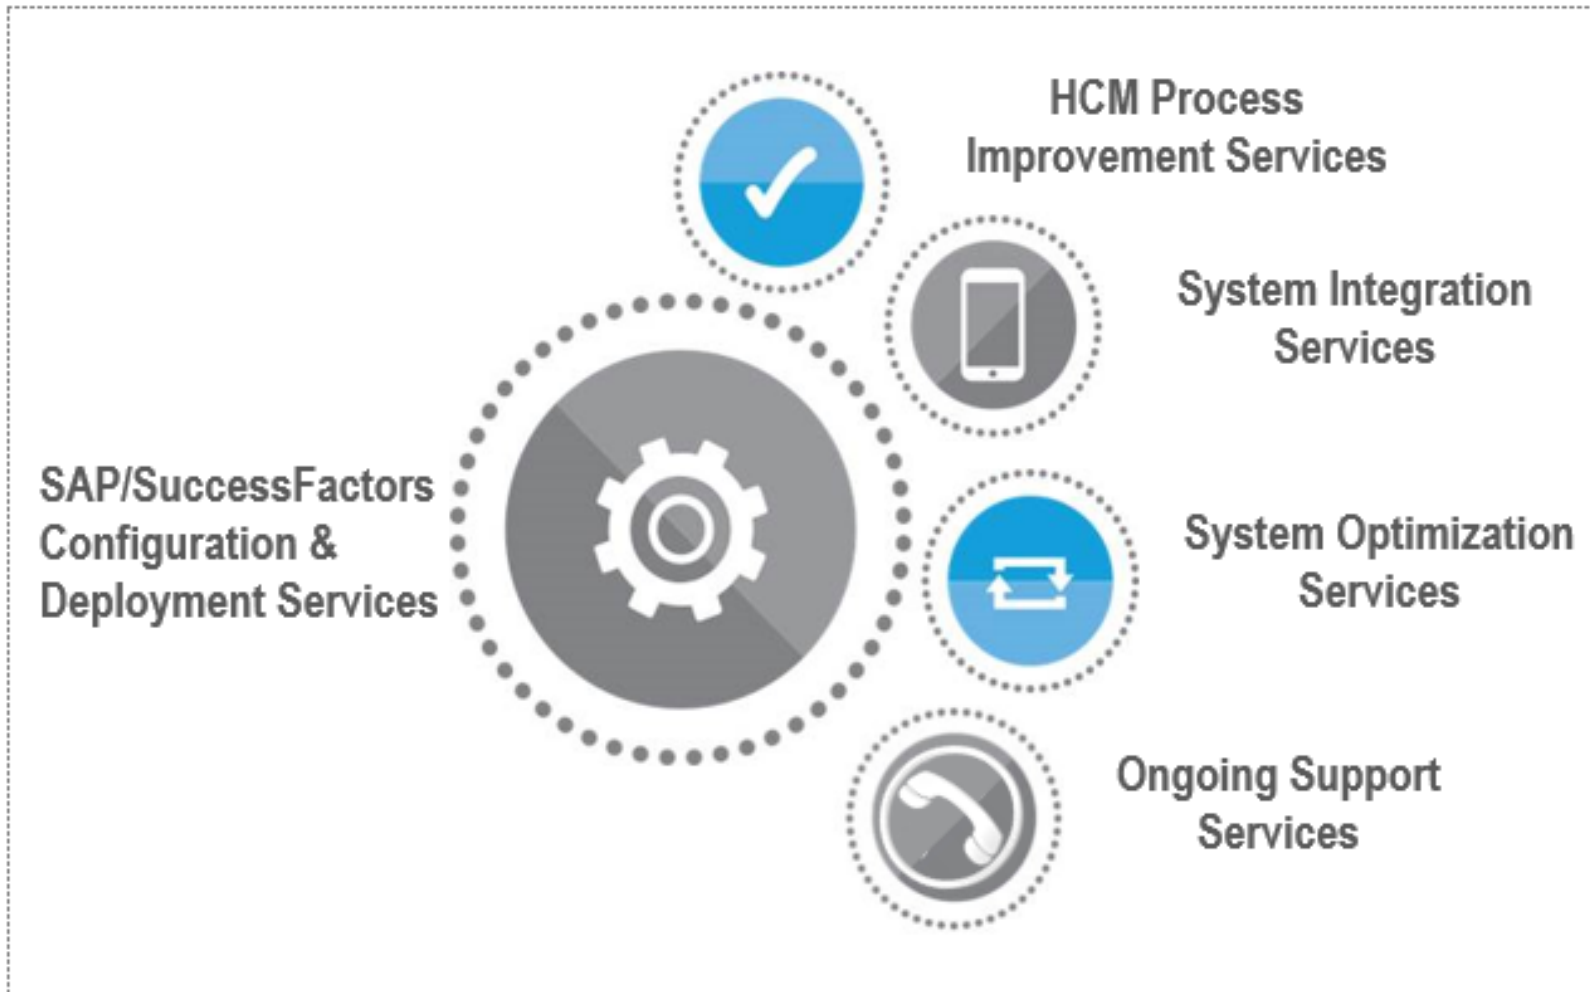 HCM Process
Improvement Services
System Integration
Services
SAP/SuccessFactors
Configuration &
Deployment Services
System Optimization
Services
Ongoing Support
Services